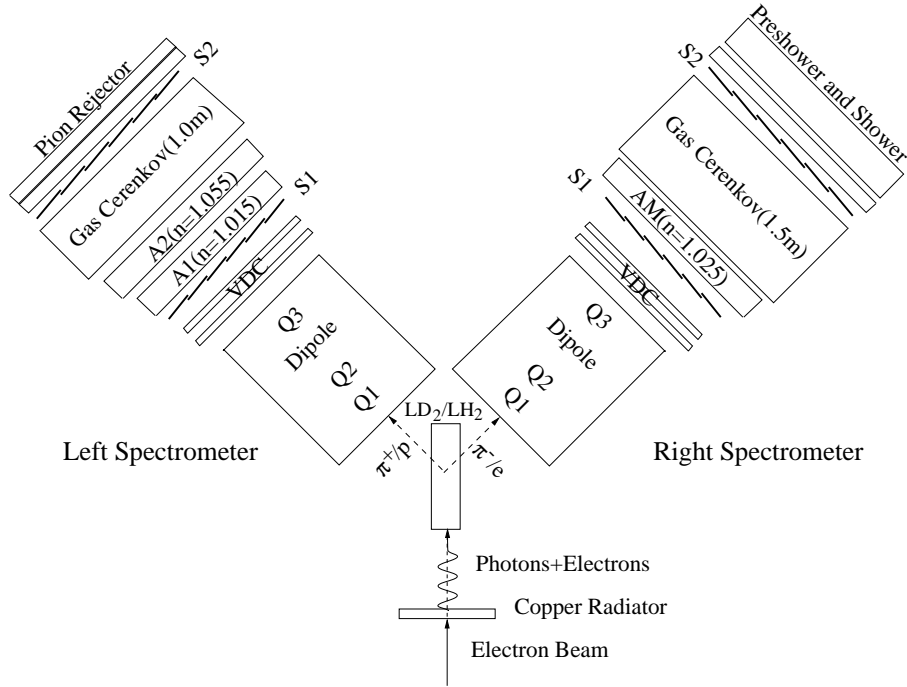 Pion Rejector
S2
Gas Cerenkov(1.0m)
A2(n=1.055)
A1(n=1.015)
S1
VDC
Q3
Dipole
Q2
Q1
Left Spectrometer
π⁺/p
LD₂/LH₂
π⁻/e
Preshower and Shower
S2
Gas Cerenkov(1.5m)
AM(n=1.025)
S1
VDC
Q3
Dipole
Q2
Q1
Right Spectrometer
Photons+Electrons
Copper Radiator
Electron Beam